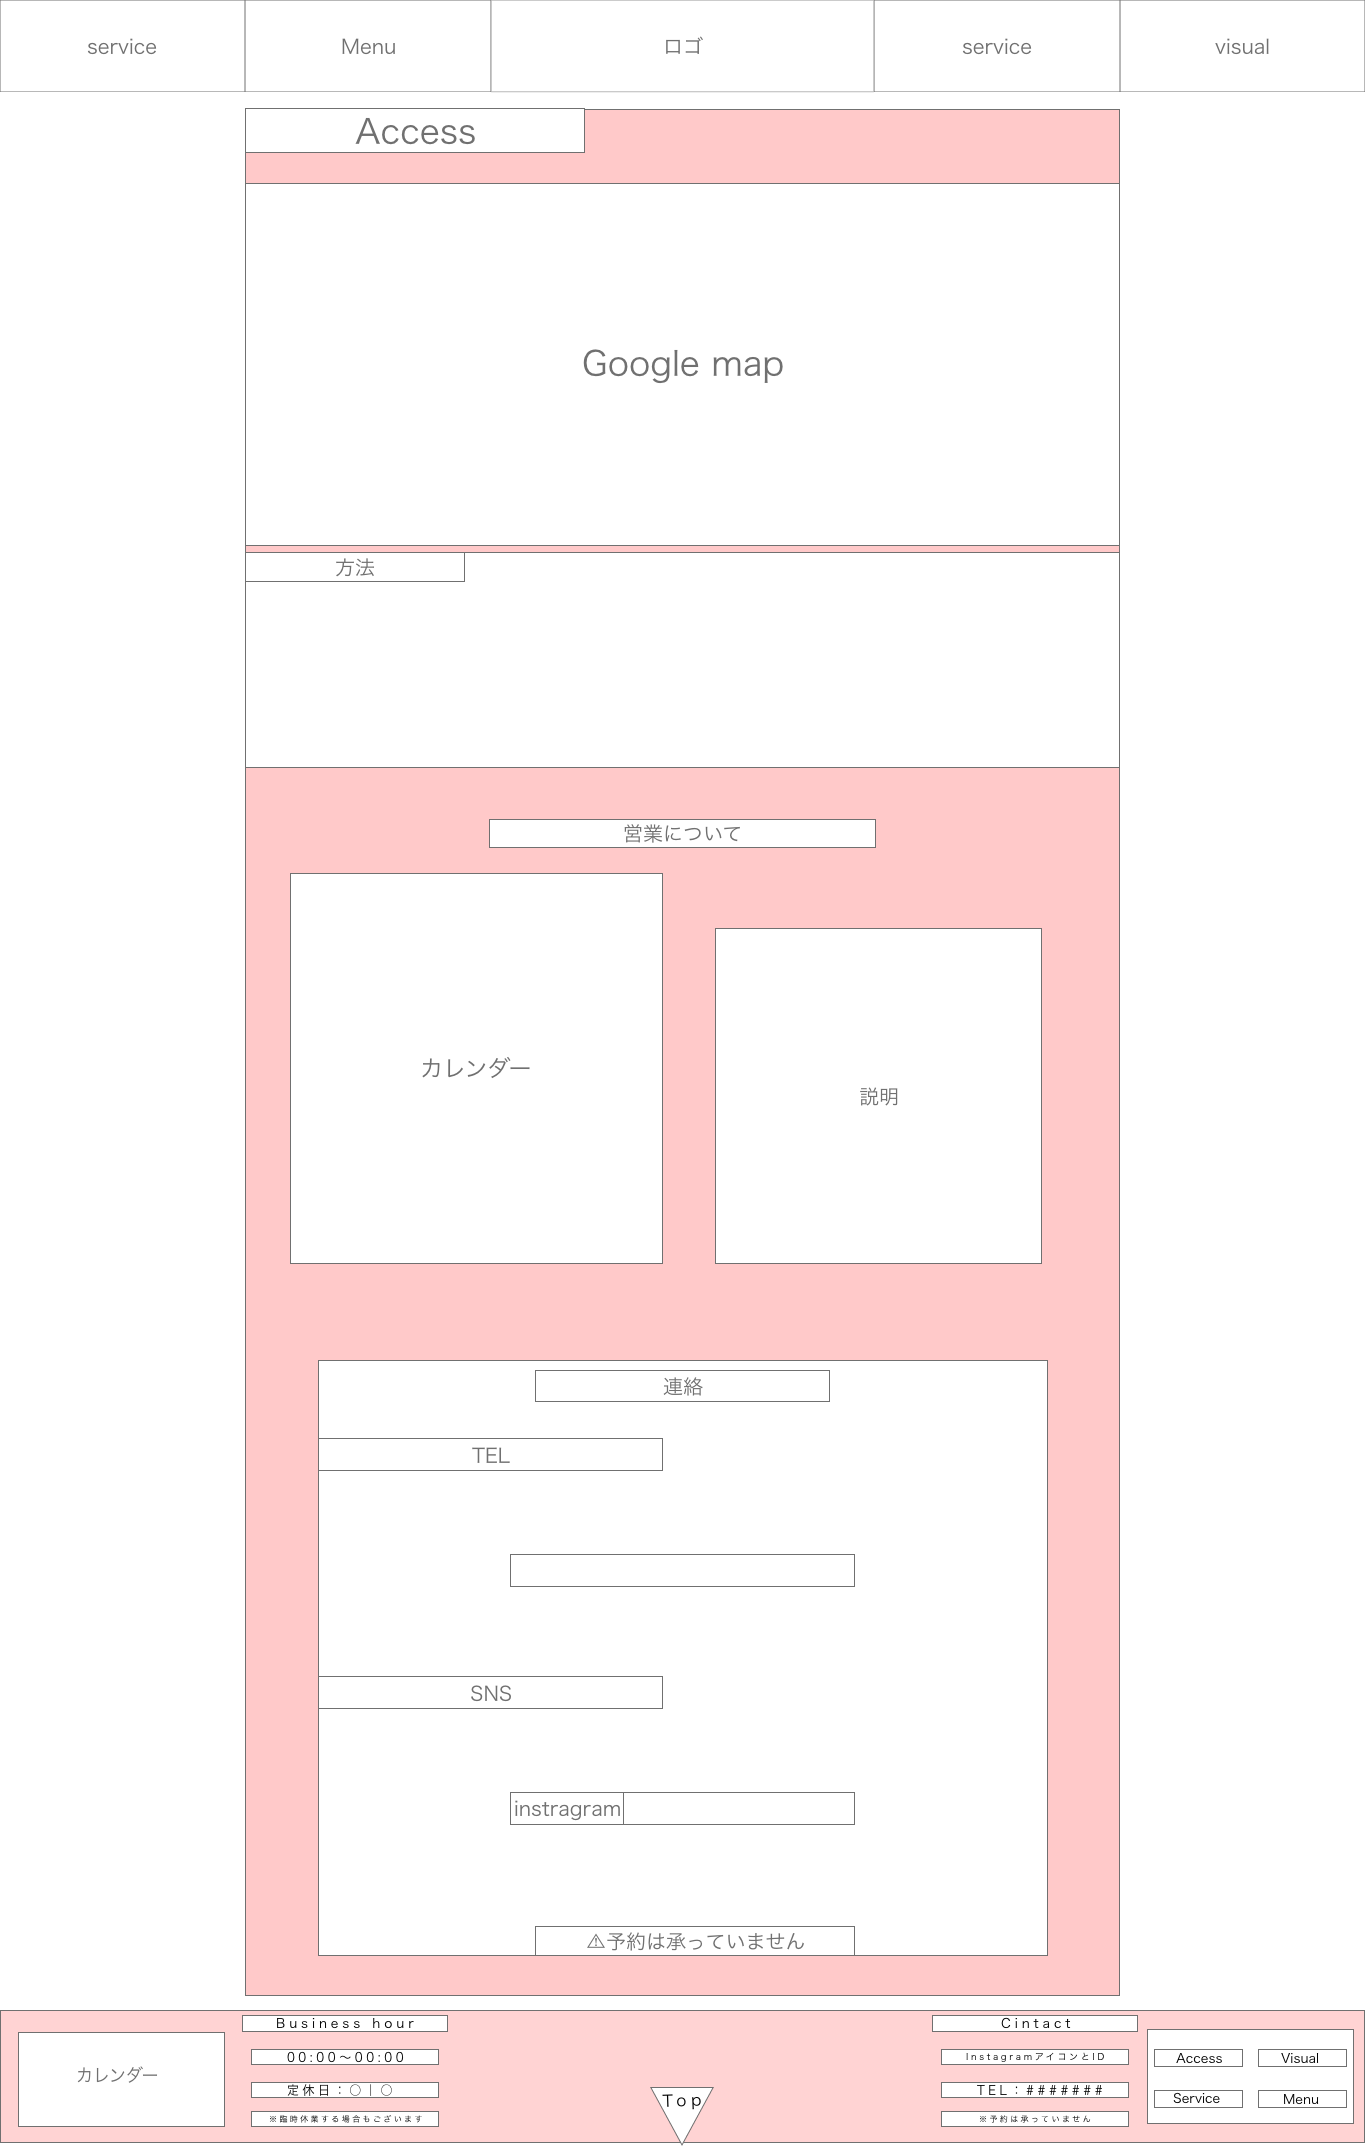 service
Menu
ロゴ
service
visual
Access
Google map
方法
営業について
カレンダー
説明
連絡
TEL
SNS
instragram
⚠予約は承っていません
カレンダー
Business hour
00:00～00:00
定休日：○｜○
※臨時休業する場合もございます
Top
Cintact
InstagramアイコンとID
TEL：#######
※予約は承っていません
Access
Visual
Service
Menu